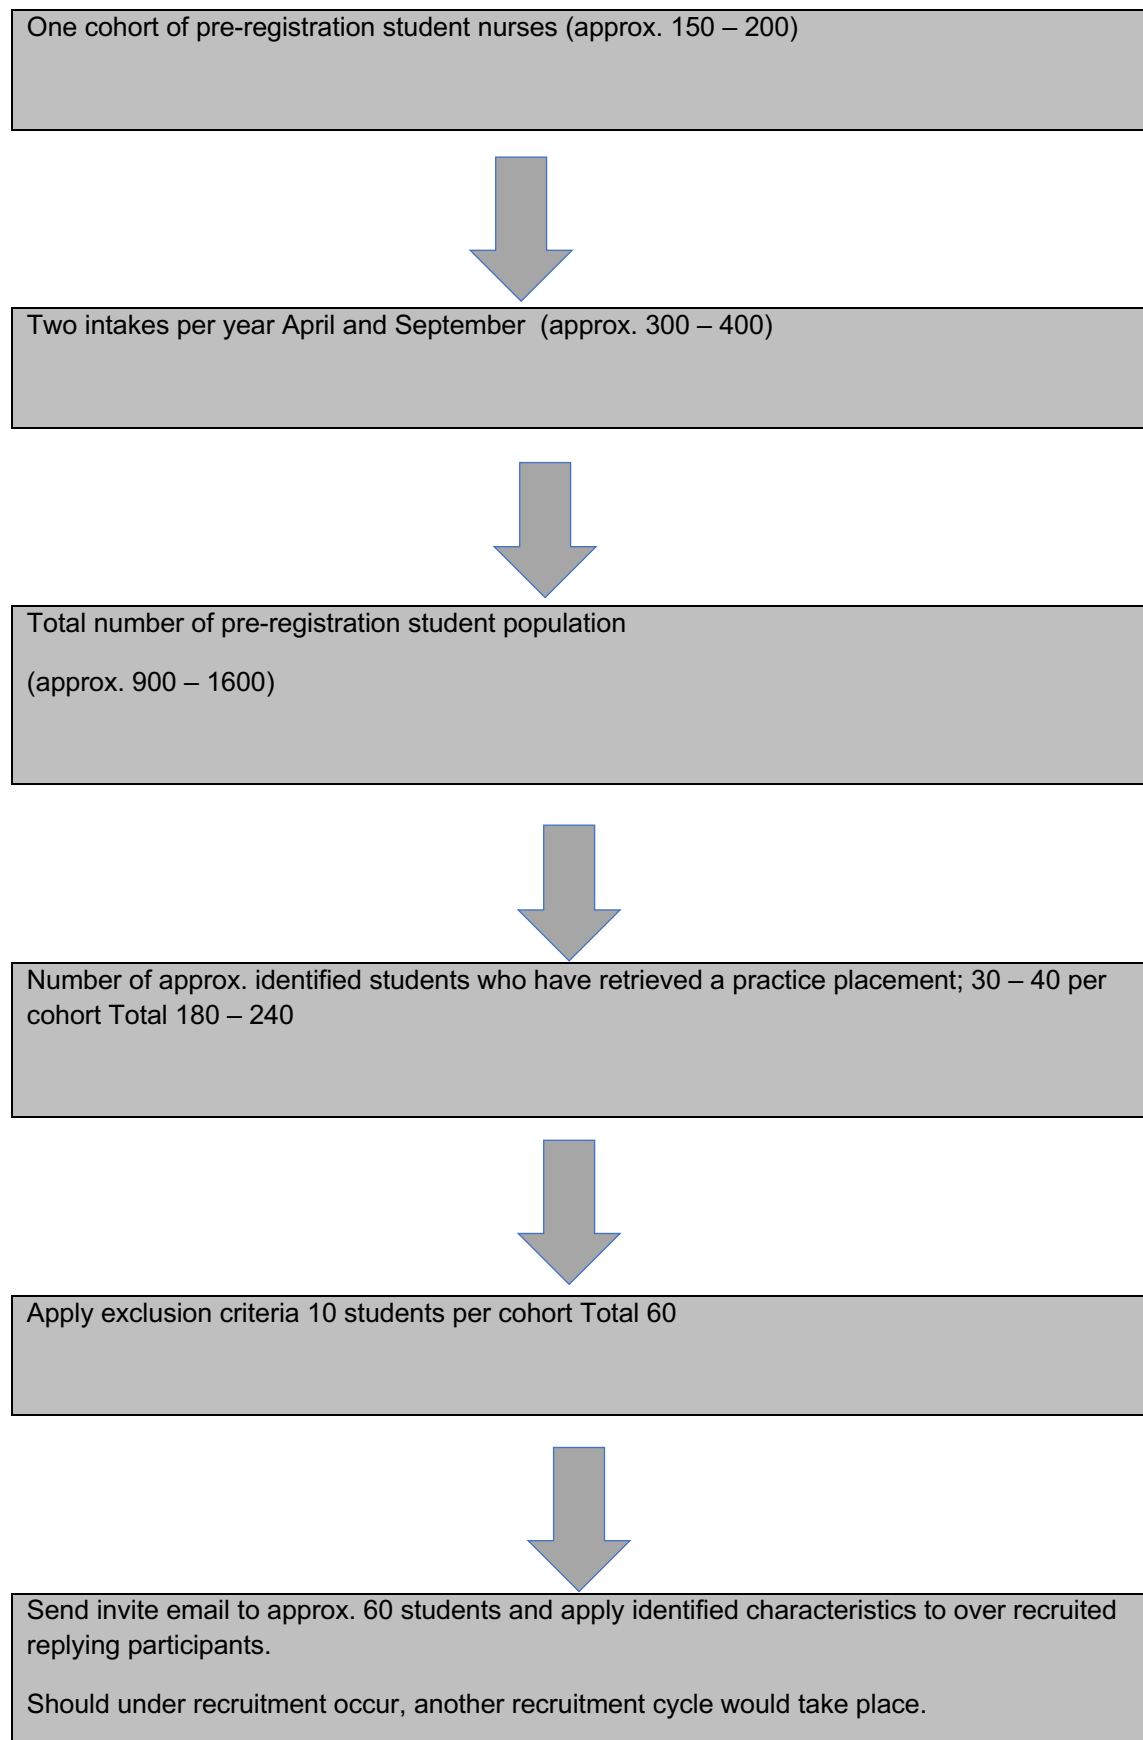 One cohort of pre-registration student nurses (approx. 150 – 200)
Two intakes per year April and September  (approx. 300 – 400)
Total number of pre-registration student population
(approx. 900 – 1600)
Number of approx. identified students who have retrieved a practice placement; 30 – 40 per
cohort Total 180 – 240
Apply exclusion criteria 10 students per cohort Total 60
Send invite email to approx. 60 students and apply identified characteristics to over recruited
replying participants.
Should under recruitment occur, another recruitment cycle would take place.